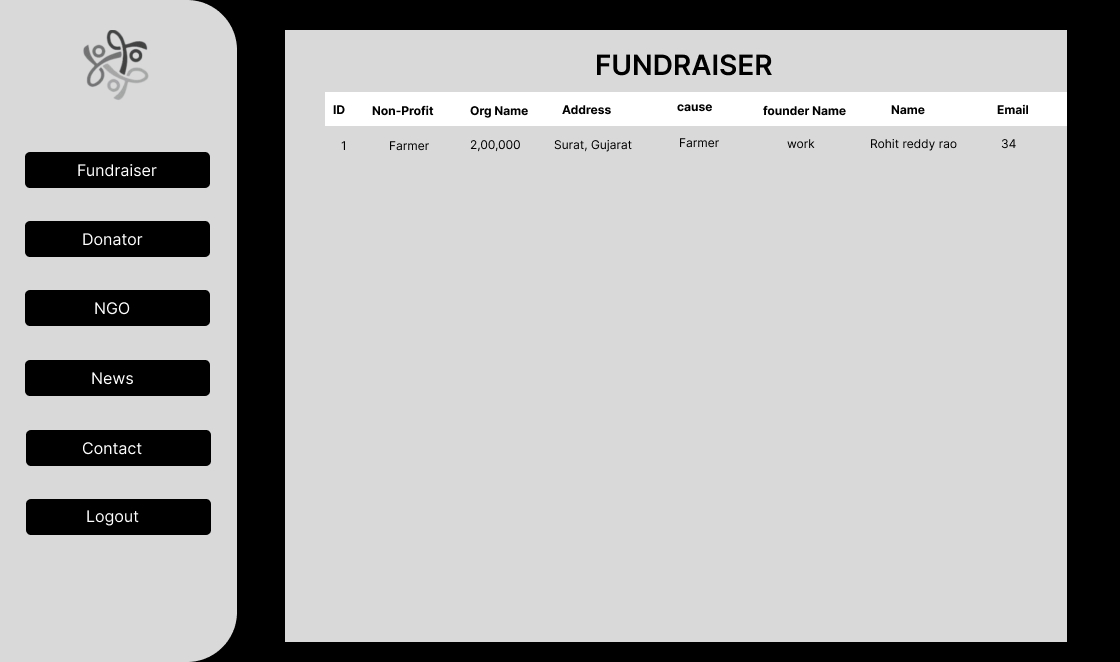 Fundraiser
Donator
NGO
News
Contact
Logout
FUNDRAISER
ID Non-Profit Org Name Address cause founder Name Name Email
1 Farmer 2,00,000 Surat, Gujarat Farmer work Rohit reddy rao 34